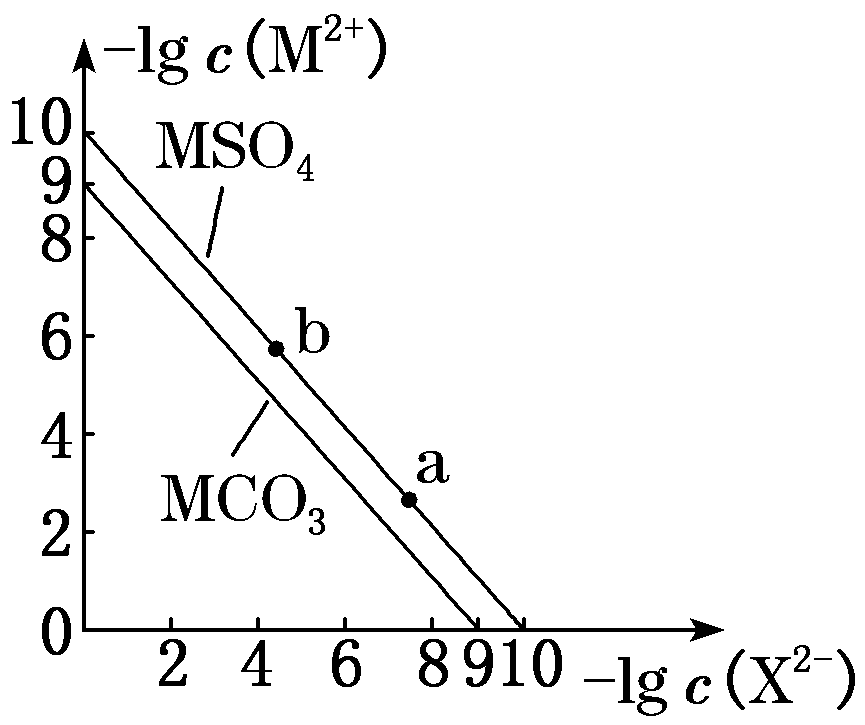 −lg c (M²⁺)
10
9
8
6
4
2
0
MSO₄
b
a
MCO₃
2 4 6 8 9 10
−lg c (X²⁻)